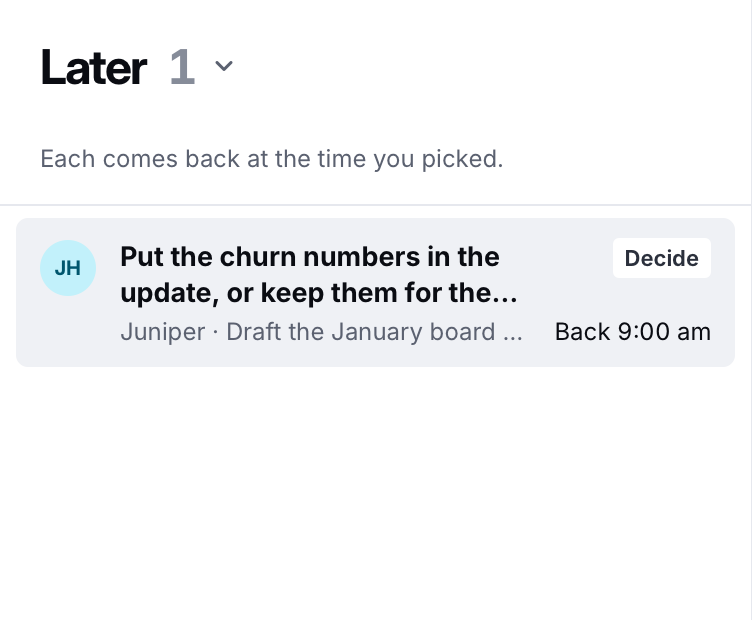 Later 1
Each comes back at the time you picked.
JH
Put the churn numbers in the
update, or keep them for the...
Decide
Juniper · Draft the January board ...
Back 9:00 am